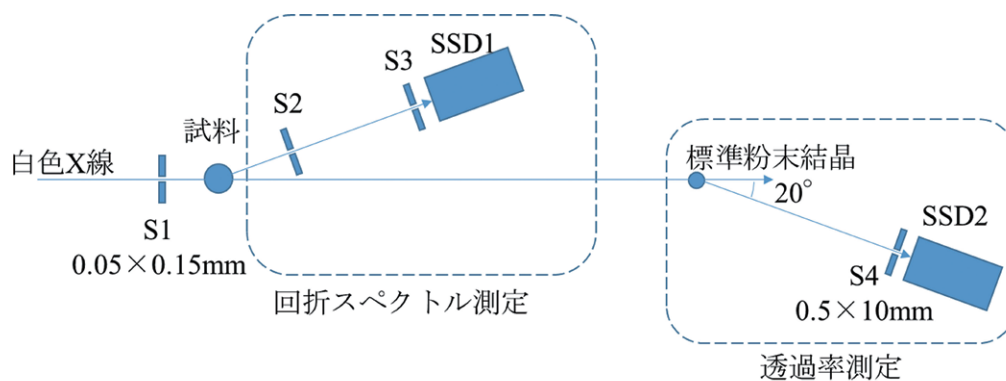 SSD1
S3
S2
試料
白色X線
標準粉末結晶
20°
S1
0.05×0.15mm
SSD2
S4
0.5×10mm
回折スペクトル測定
透過率測定